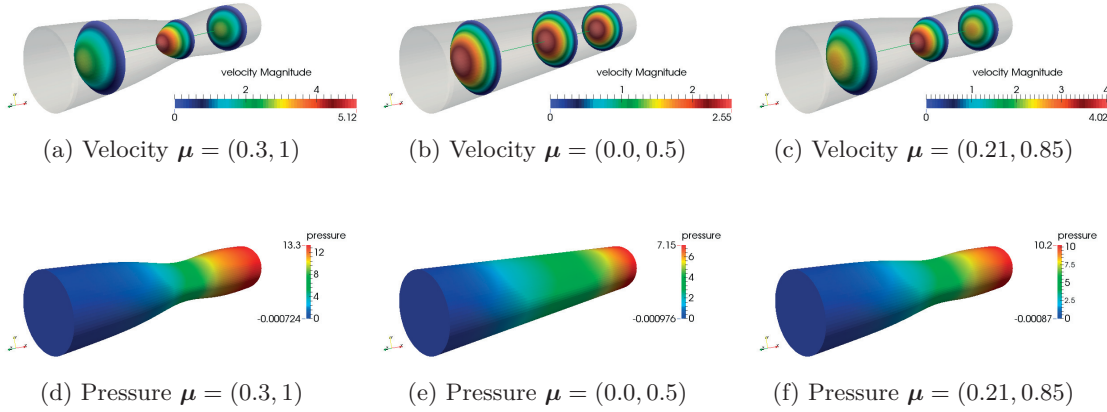 velocity Magnitude
2 4
0 5.12
velocity Magnitude
1 2
0 2.55
velocity Magnitude
1 2 3 4
0 4.02
(a) Velocity μ = (0.3, 1)
(b) Velocity μ = (0.0, 0.5)
(c) Velocity μ = (0.21, 0.85)
pressure
13.3
12
8
4
0
-0.000724
pressure
7.15
6
4
2
0
-0.000976
pressure
10.2
10
7.5
5
2.5
0
-0.00087
(d) Pressure μ = (0.3, 1)
(e) Pressure μ = (0.0, 0.5)
(f) Pressure μ = (0.21, 0.85)